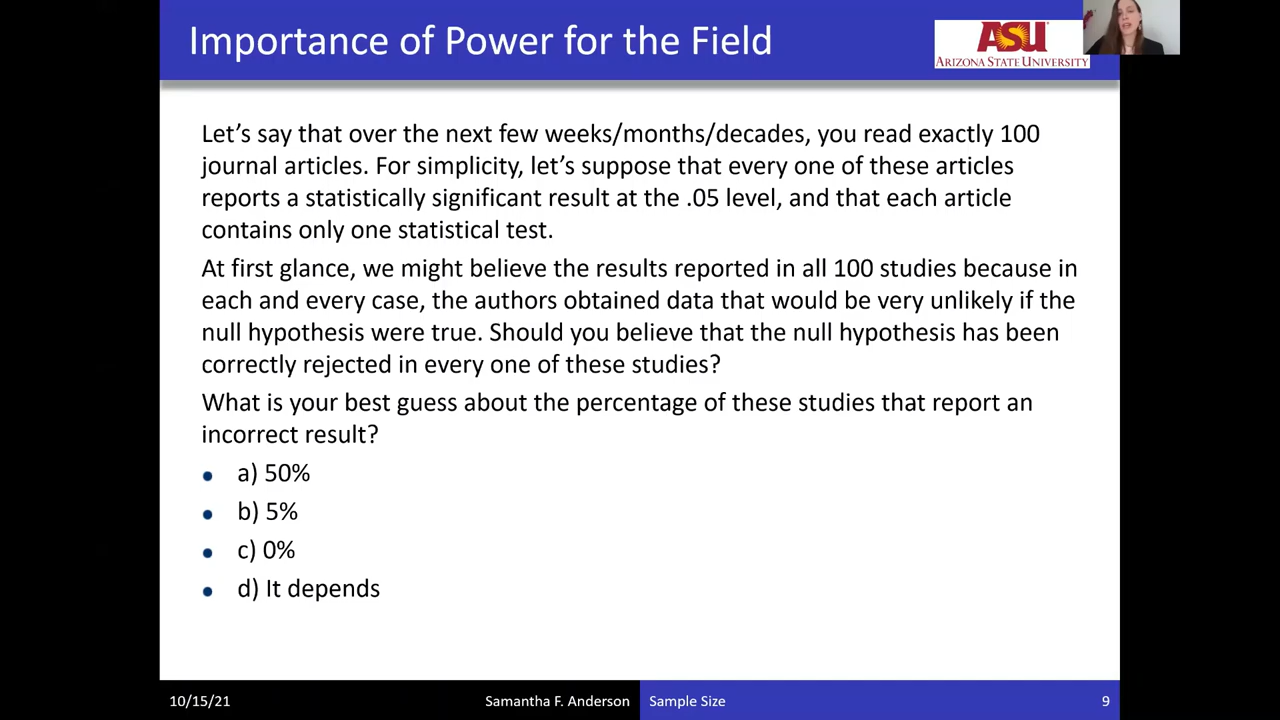 Importance of Power for the Field
ASU
ARIZONA STATE UNIVERSITY
Let’s say that over the next few weeks/months/decades, you read exactly 100
journal articles. For simplicity, let’s suppose that every one of these articles
reports a statistically significant result at the .05 level, and that each article
contains only one statistical test.
At first glance, we might believe the results reported in all 100 studies because in
each and every case, the authors obtained data that would be very unlikely if the
null hypothesis were true. Should you believe that the null hypothesis has been
correctly rejected in every one of these studies?
What is your best guess about the percentage of these studies that report an
incorrect result?
• a) 50%
• b) 5%
• c) 0%
• d) It depends
10/15/21 Samantha F. Anderson Sample Size 9